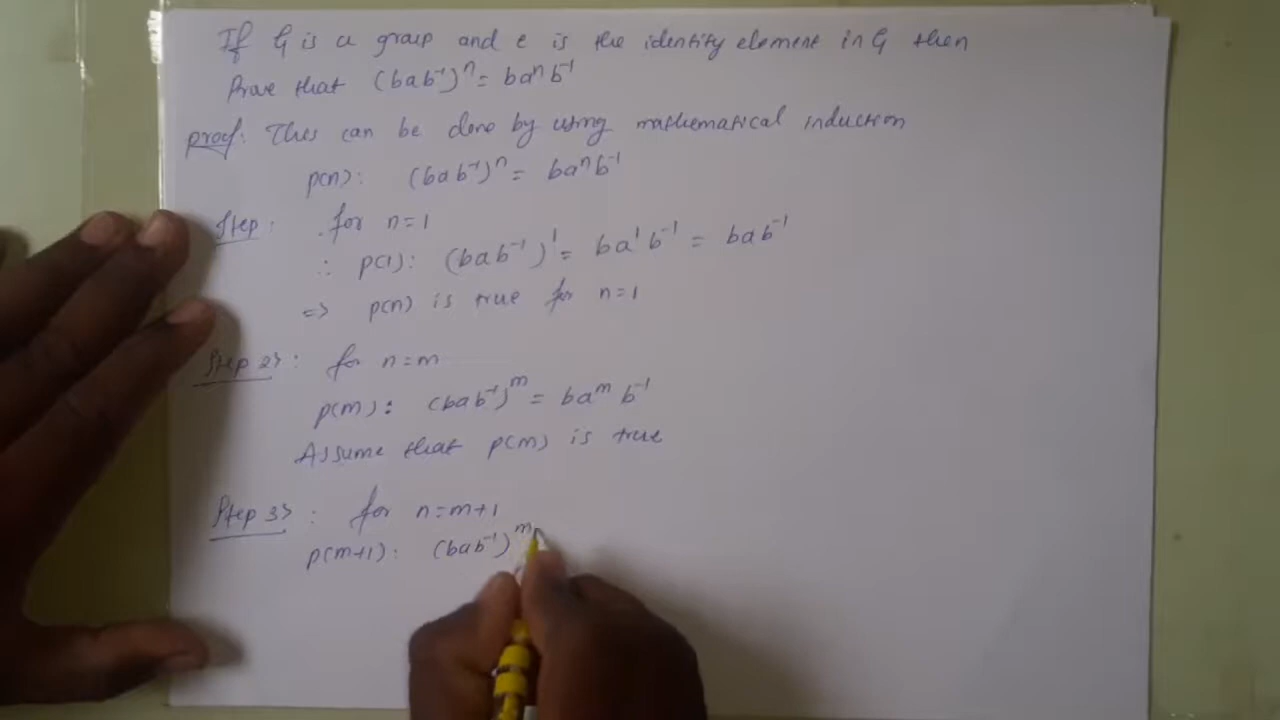 If G is a group and e is the identity element in G then
Prove that (bab⁻¹)ⁿ = baⁿb⁻¹
Proof: This can be done by using mathematical induction
p(n): (bab⁻¹)ⁿ = baⁿb⁻¹
Step : for n=1
∴ p(1): (bab⁻¹)¹ = ba¹b⁻¹ = bab⁻¹
=> p(n) is true for n=1
Step 2> : for n=m
p(m) : (bab⁻¹)ᵐ = baᵐb⁻¹
Assume that p(m) is true
Step 3> : for n=m+1
p(m+1): (bab⁻¹)ᵐ